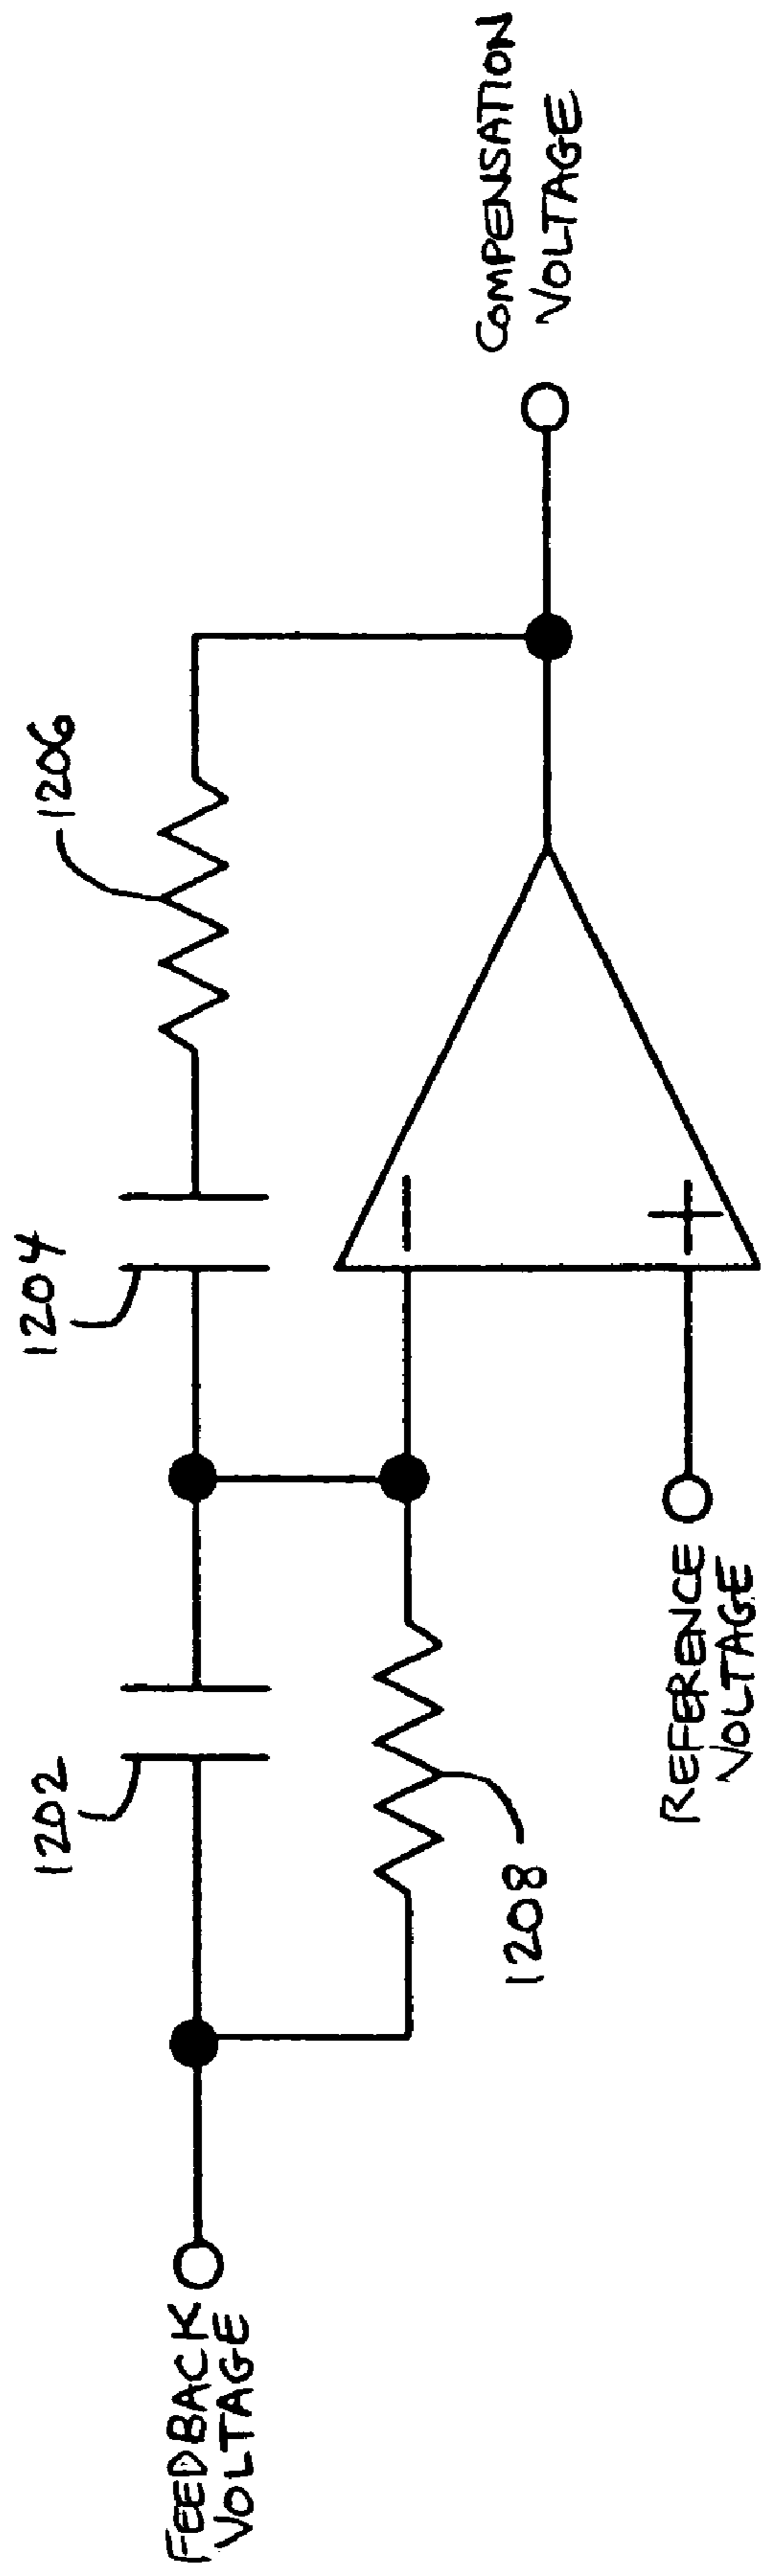 FEEDBACK
VOLTAGE
1202
1208
1204
1206
REFERENCE
VOLTAGE
−
+
COMPENSATION
VOLTAGE